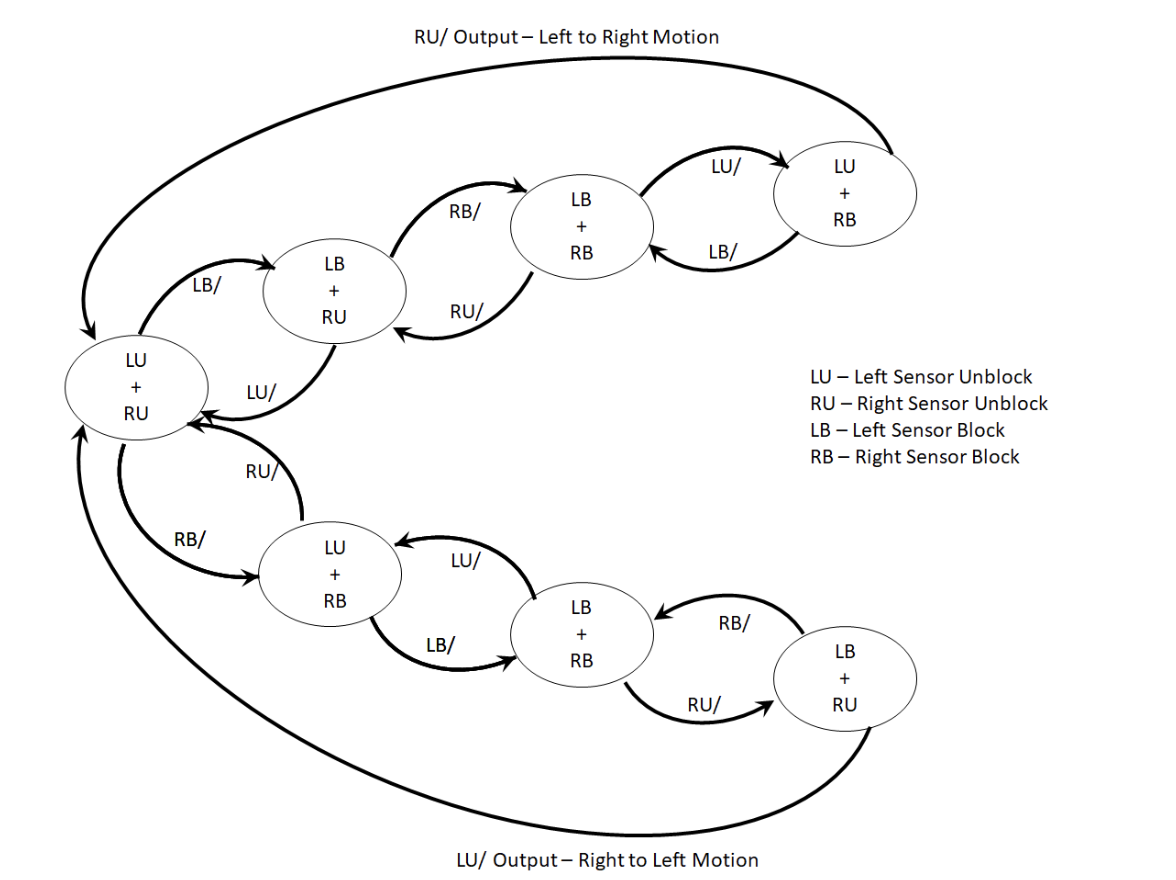 RU/ Output – Left to Right Motion
LU/
LU
+
RB
LB/
RB/
LB
+
RB
RU/
LB/
LB
+
RU
LU/
LU
+
RU
LU – Left Sensor Unblock
RU – Right Sensor Unblock
LB – Left Sensor Block
RB – Right Sensor Block
RU/
RB/
LU
+
RB
LU/
LB/
LB
+
RB
RB/
RU/
LB
+
RU
LU/ Output – Right to Left Motion